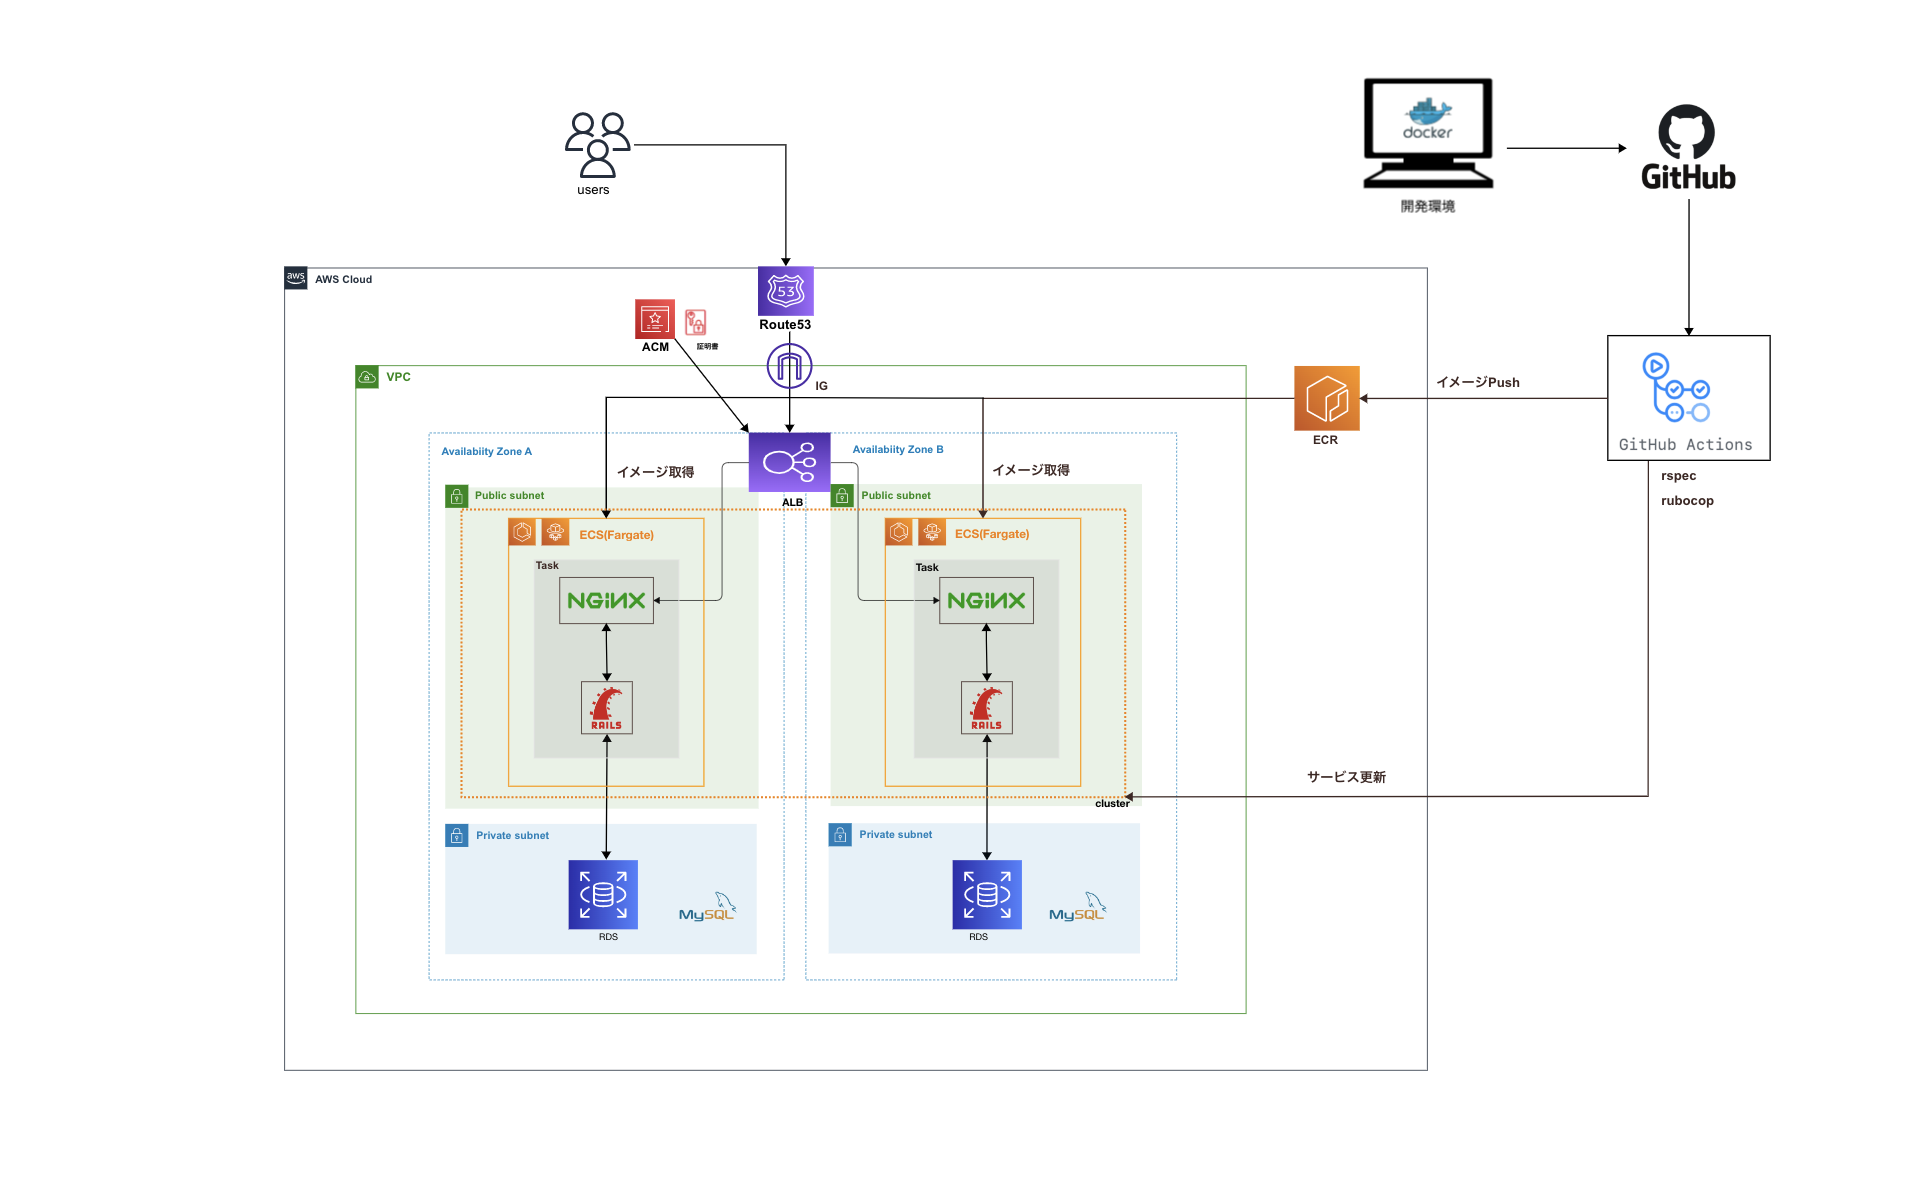 docker
GitHub
users
開発環境
aws
AWS Cloud
53
Route53
ACM
証明書
VPC
IG
イメージPush
ECR
GitHub Actions
Availabiity Zone A
Availabiity Zone B
イメージ取得
イメージ取得
rspec
rubocop
Public subnet
ALB
Public subnet
ECS(Fargate)
ECS(Fargate)
Task
Task
NGINX
NGINX
RAILS
RAILS
サービス更新
cluster
Private subnet
Private subnet
MySQL
MySQL
RDS
RDS